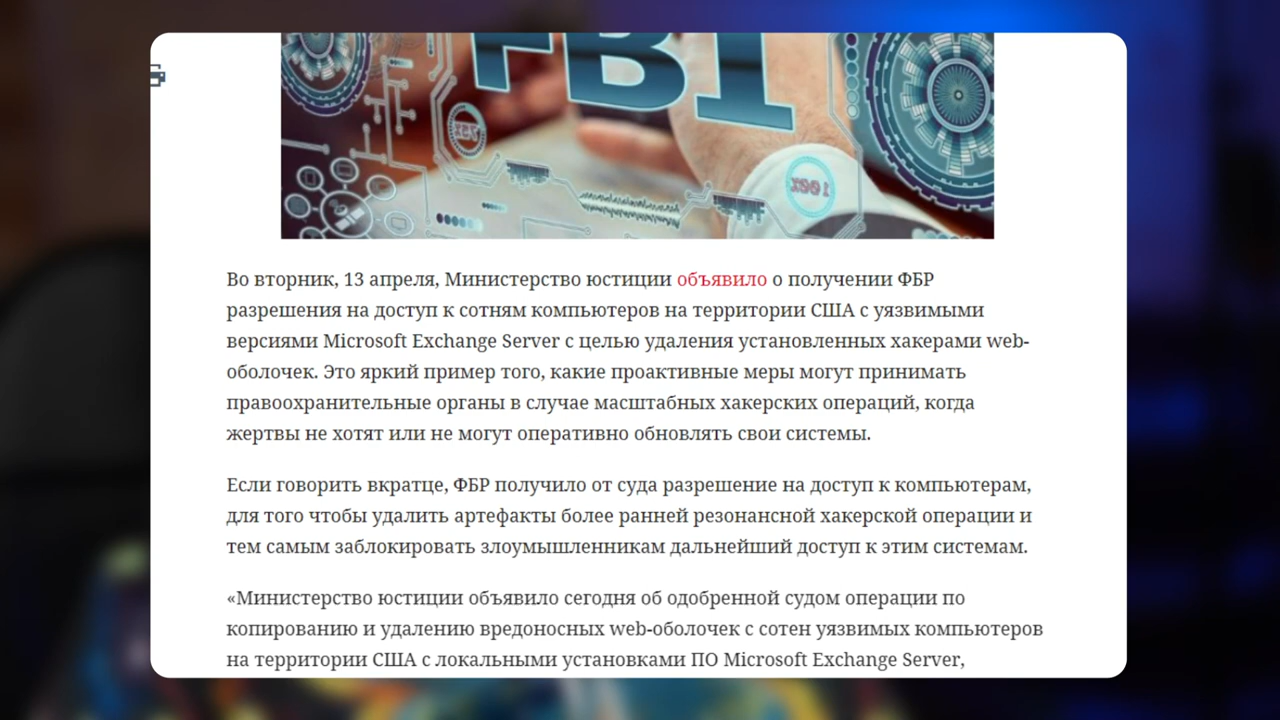 FBI
Во вторник, 13 апреля, Министерство юстиции объявило о получении ФБР
разрешения на доступ к сотням компьютеров на территории США с уязвимыми
версиями Microsoft Exchange Server с целью удаления установленных хакерами web-
оболочек. Это яркий пример того, какие проактивные меры могут принимать
правоохранительные органы в случае масштабных хакерских операций, когда
жертвы не хотят или не могут оперативно обновлять свои системы.
Если говорить вкратце, ФБР получило от суда разрешение на доступ к компьютерам,
для того чтобы удалить артефакты более ранней резонансной хакерской операции и
тем самым заблокировать злоумышленникам дальнейший доступ к этим системам.
«Министерство юстиции объявило сегодня об одобренной судом операции по
копированию и удалению вредоносных web-оболочек с сотен уязвимых компьютеров
на территории США с локальными установками ПО Microsoft Exchange Server,